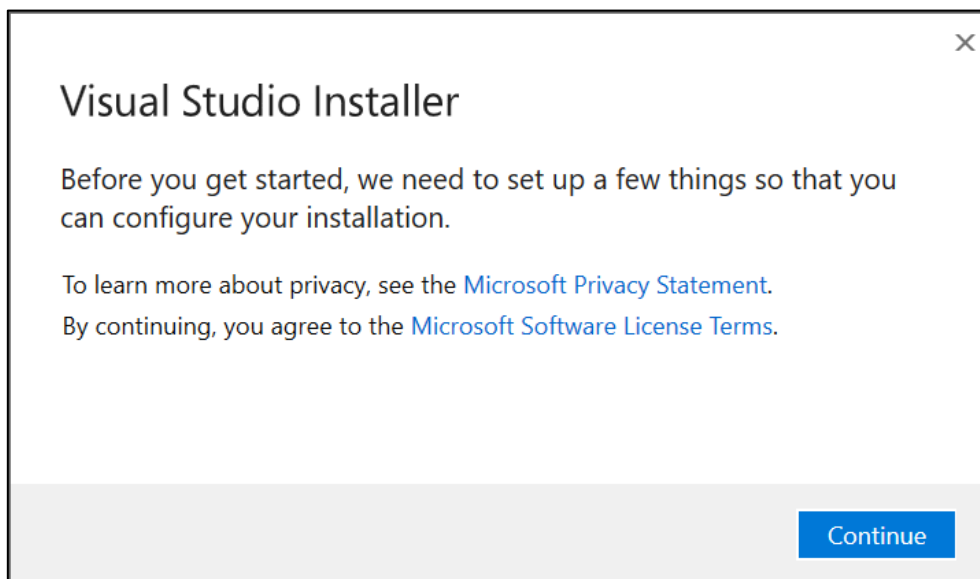 Visual Studio Installer
Before you get started, we need to set up a few things so that you
can configure your installation.
To learn more about privacy, see the Microsoft Privacy Statement.
By continuing, you agree to the Microsoft Software License Terms.
Continue